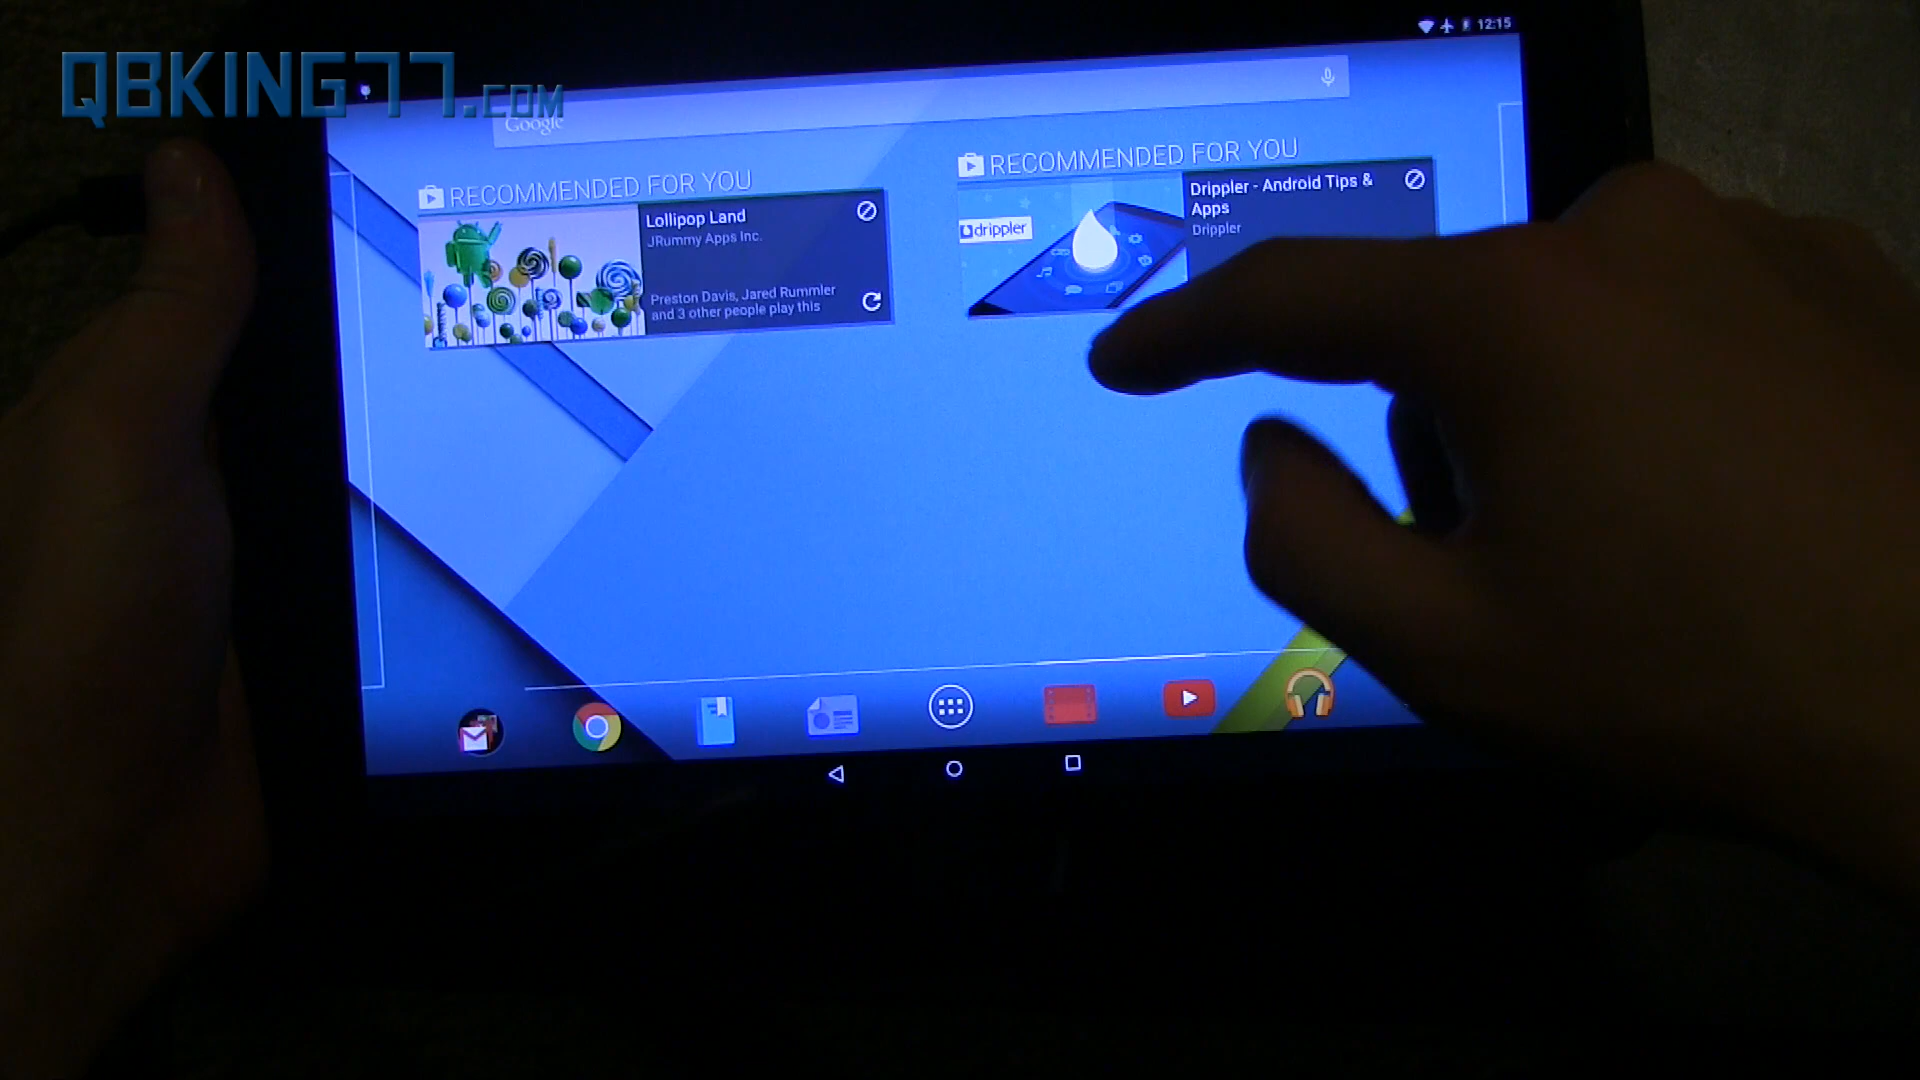 QBKING77.COM
12:15
Google
RECOMMENDED FOR YOU
Lollipop Land
JRummy Apps Inc.
Preston Davis, Jared Rummler
and 3 other people play this
RECOMMENDED FOR YOU
drippler
Drippler - Android Tips &
Apps
Drippler